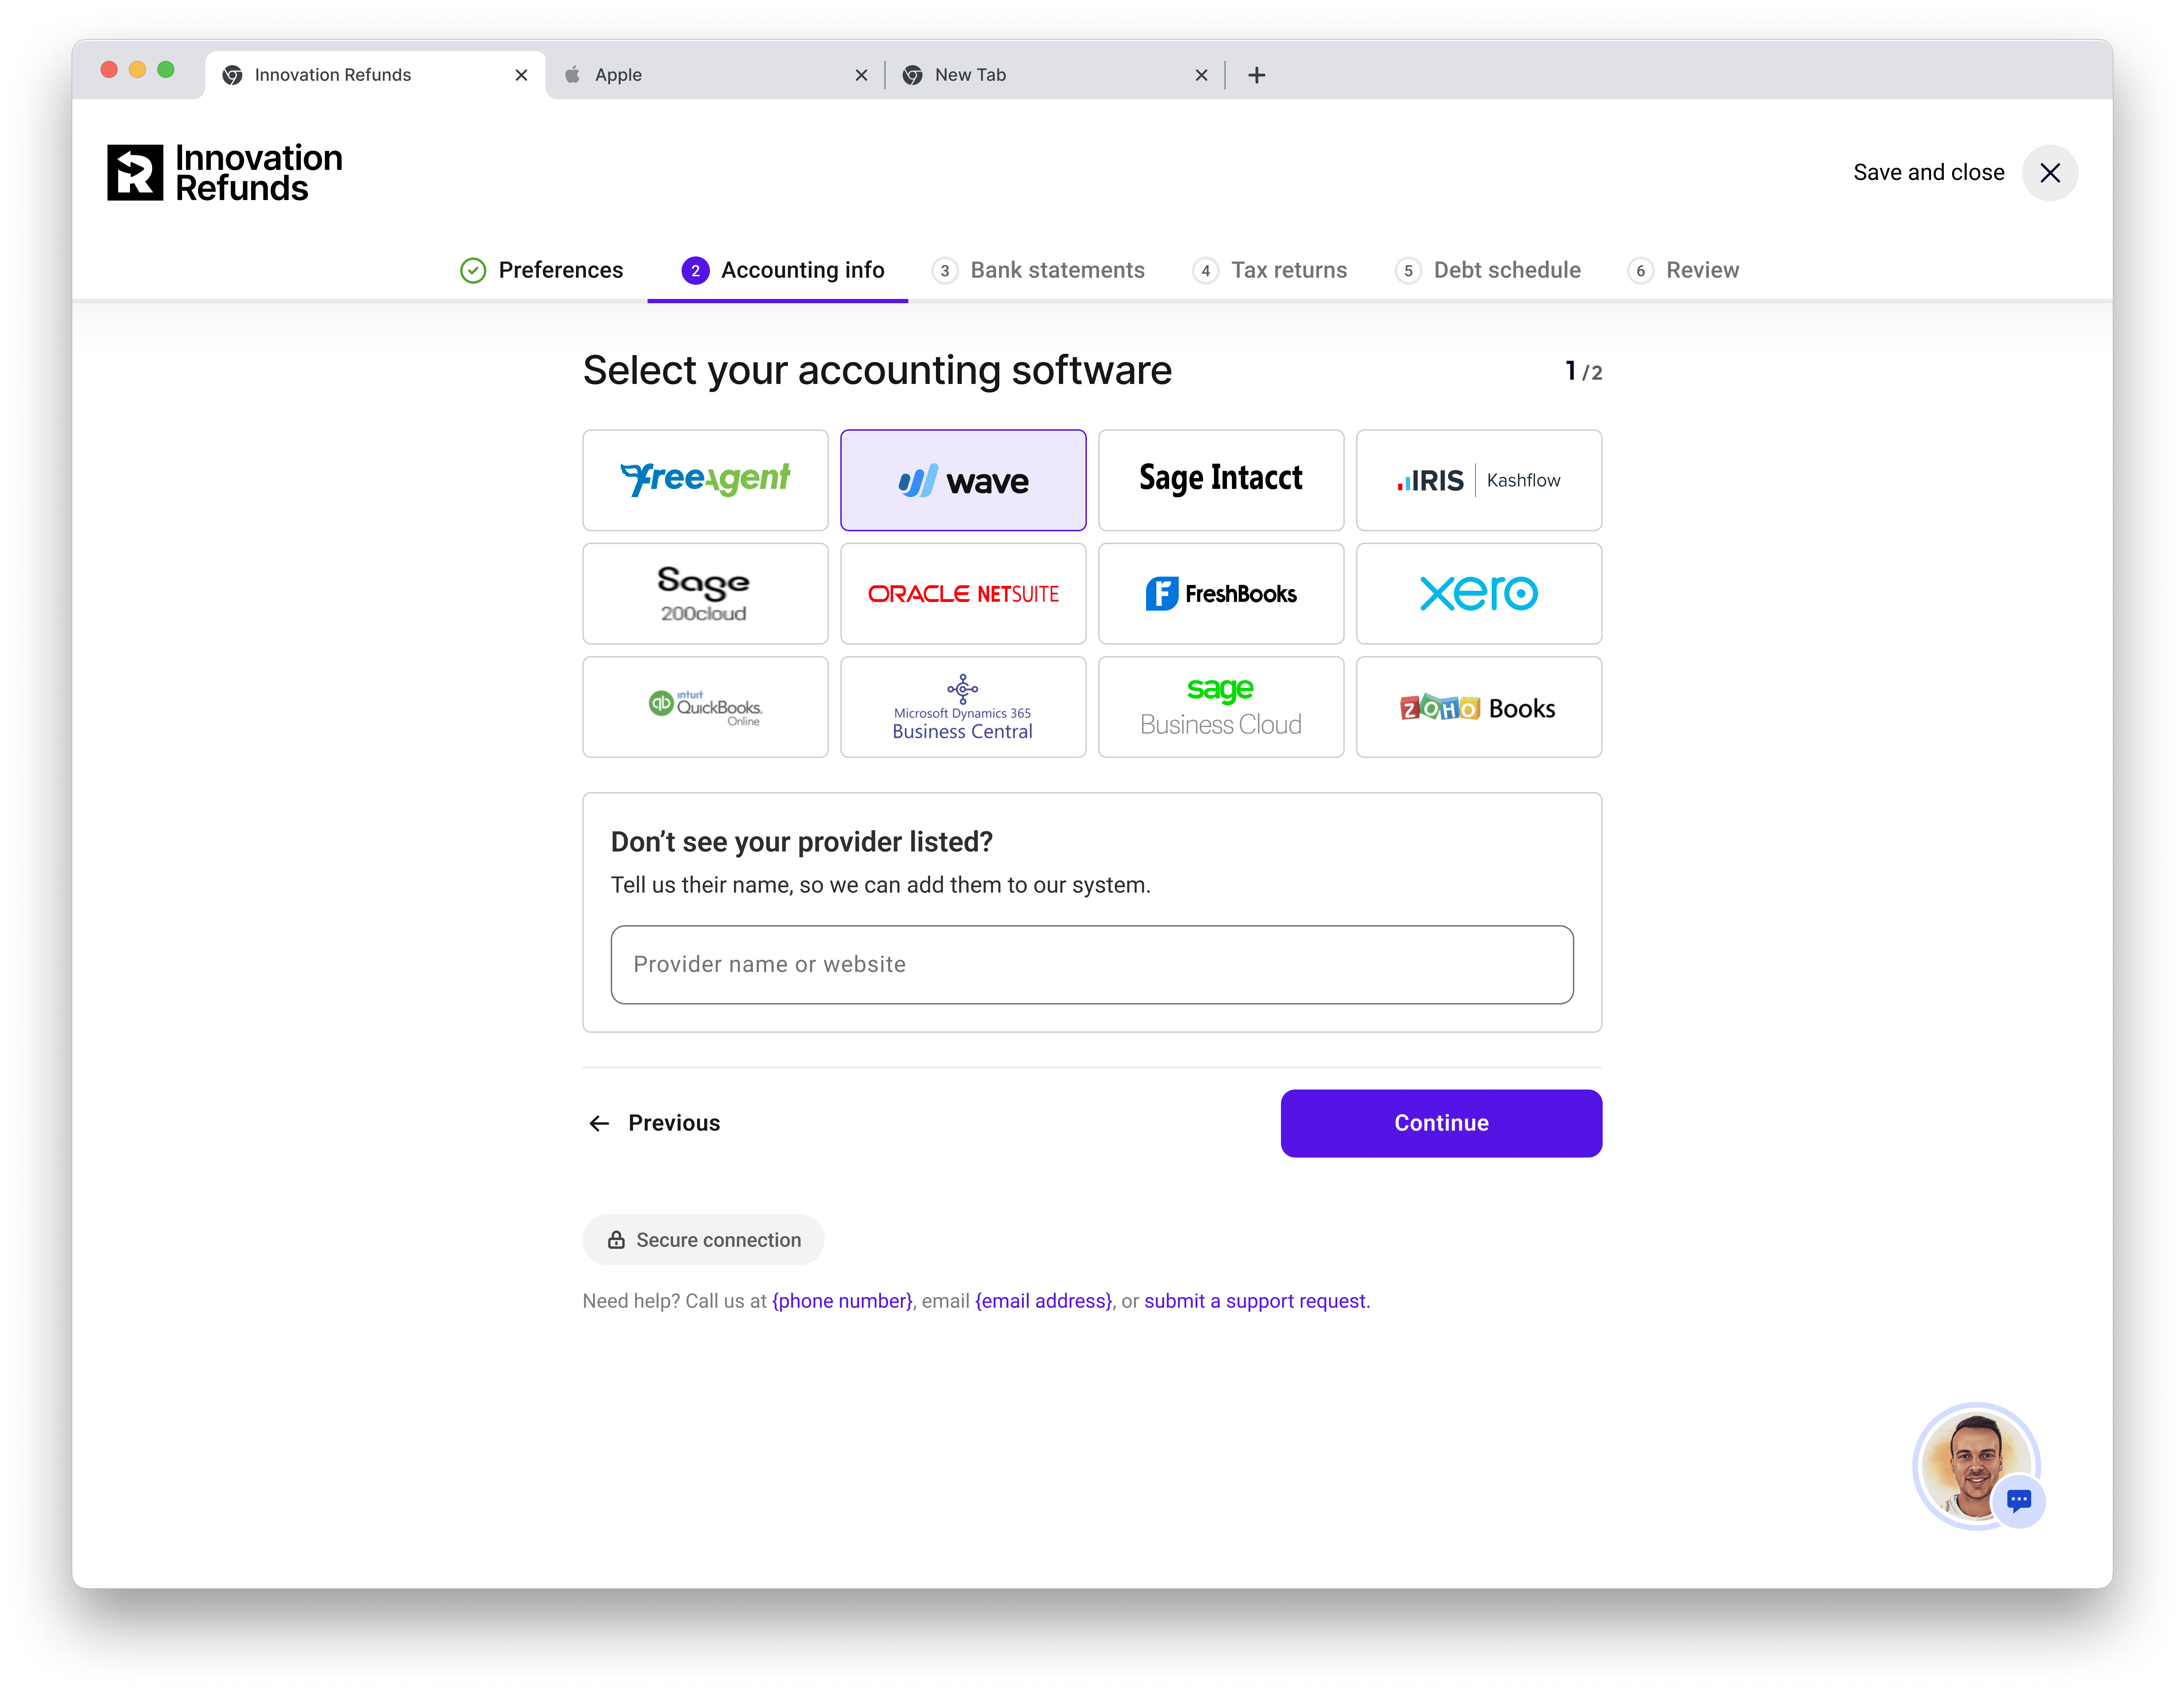 Innovation Refunds
Apple
New Tab
Innovation
Refunds
Save and close
Preferences
2 Accounting info
3 Bank statements
4 Tax returns
5 Debt schedule
6 Review
Select your accounting software
1 /2
freeagent
wave
Sage Intacct
IRIS Kashflow
Sage
200cloud
ORACLE NETSUITE
F FreshBooks
xero
qb intuit
QuickBooks.
Online
Microsoft Dynamics 365
Business Central
sage
Business Cloud
ZOHO Books
Don’t see your provider listed?
Tell us their name, so we can add them to our system.
Provider name or website
Previous
Continue
Secure connection
Need help? Call us at {phone number}, email {email address}, or submit a support request.